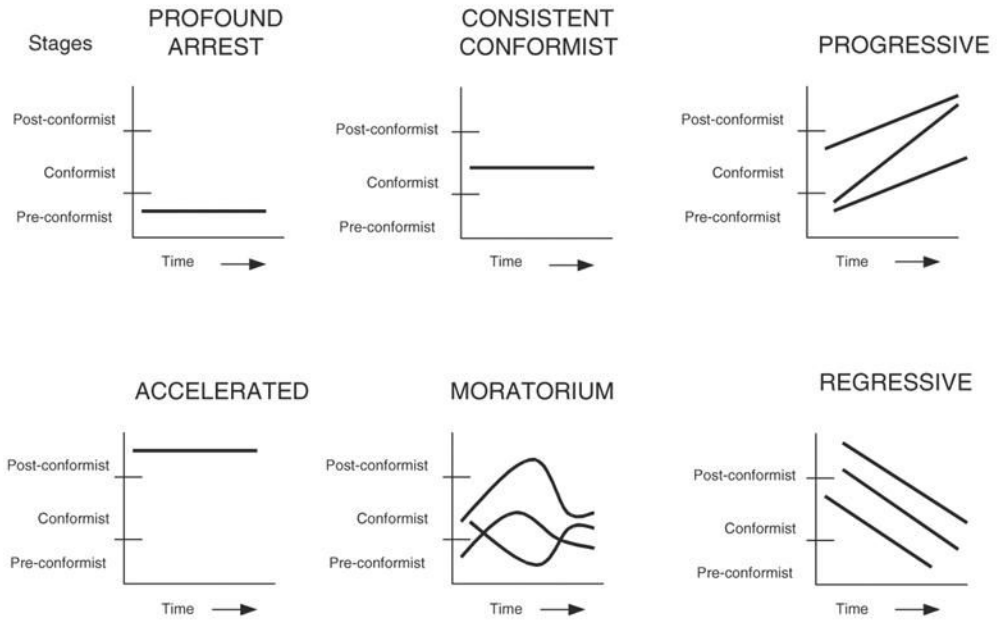 Stages
PROFOUND
ARREST
Post-conformist
Conformist
Pre-conformist
Time
CONSISTENT
CONFORMIST
Post-conformist
Conformist
Pre-conformist
Time
PROGRESSIVE
Post-conformist
Conformist
Pre-conformist
Time
ACCELERATED
Post-conformist
Conformist
Pre-conformist
Time
MORATORIUM
Post-conformist
Conformist
Pre-conformist
Time
REGRESSIVE
Post-conformist
Conformist
Pre-conformist
Time